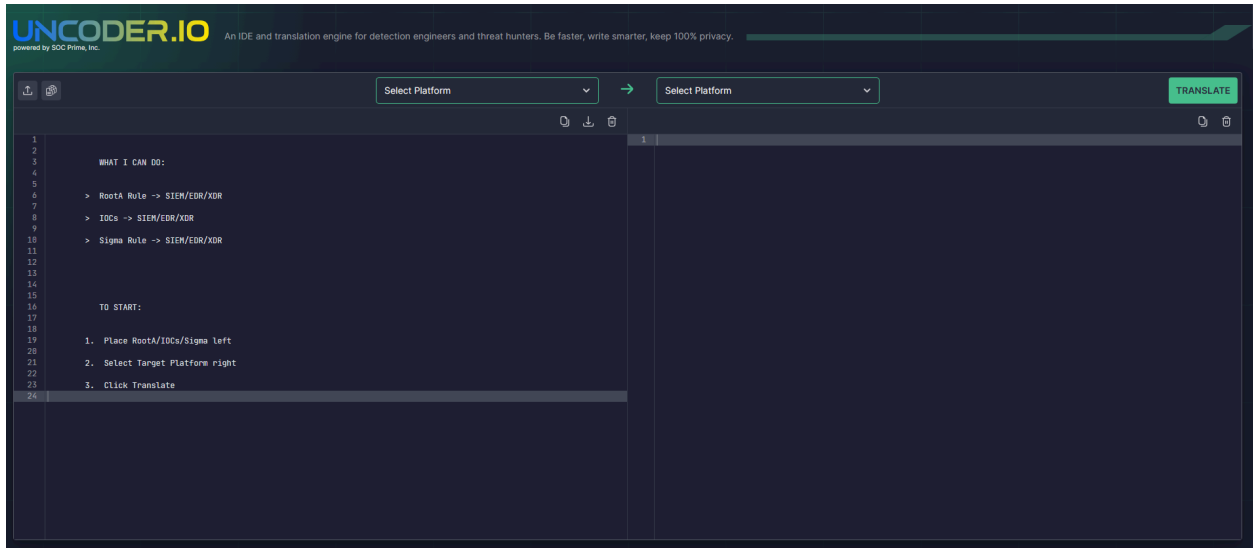 UNCODER.IO
powered by SOC Prime, Inc.
An IDE and translation engine for detection engineers and threat hunters. Be faster, write smarter, keep 100% privacy.
Select Platform
Select Platform
TRANSLATE
1
2
3 WHAT I CAN DO:
4
5
6 > RootA Rule -> SIEM/EDR/XDR
7
8 > IOCs -> SIEM/EDR/XDR
9
10 > Sigma Rule -> SIEM/EDR/XDR
11
12
13
14
15
16 TO START:
17
18
19 1. Place RootA/IOCs/Sigma left
20
21 2. Select Target Platform right
22
23 3. Click Translate
24
1